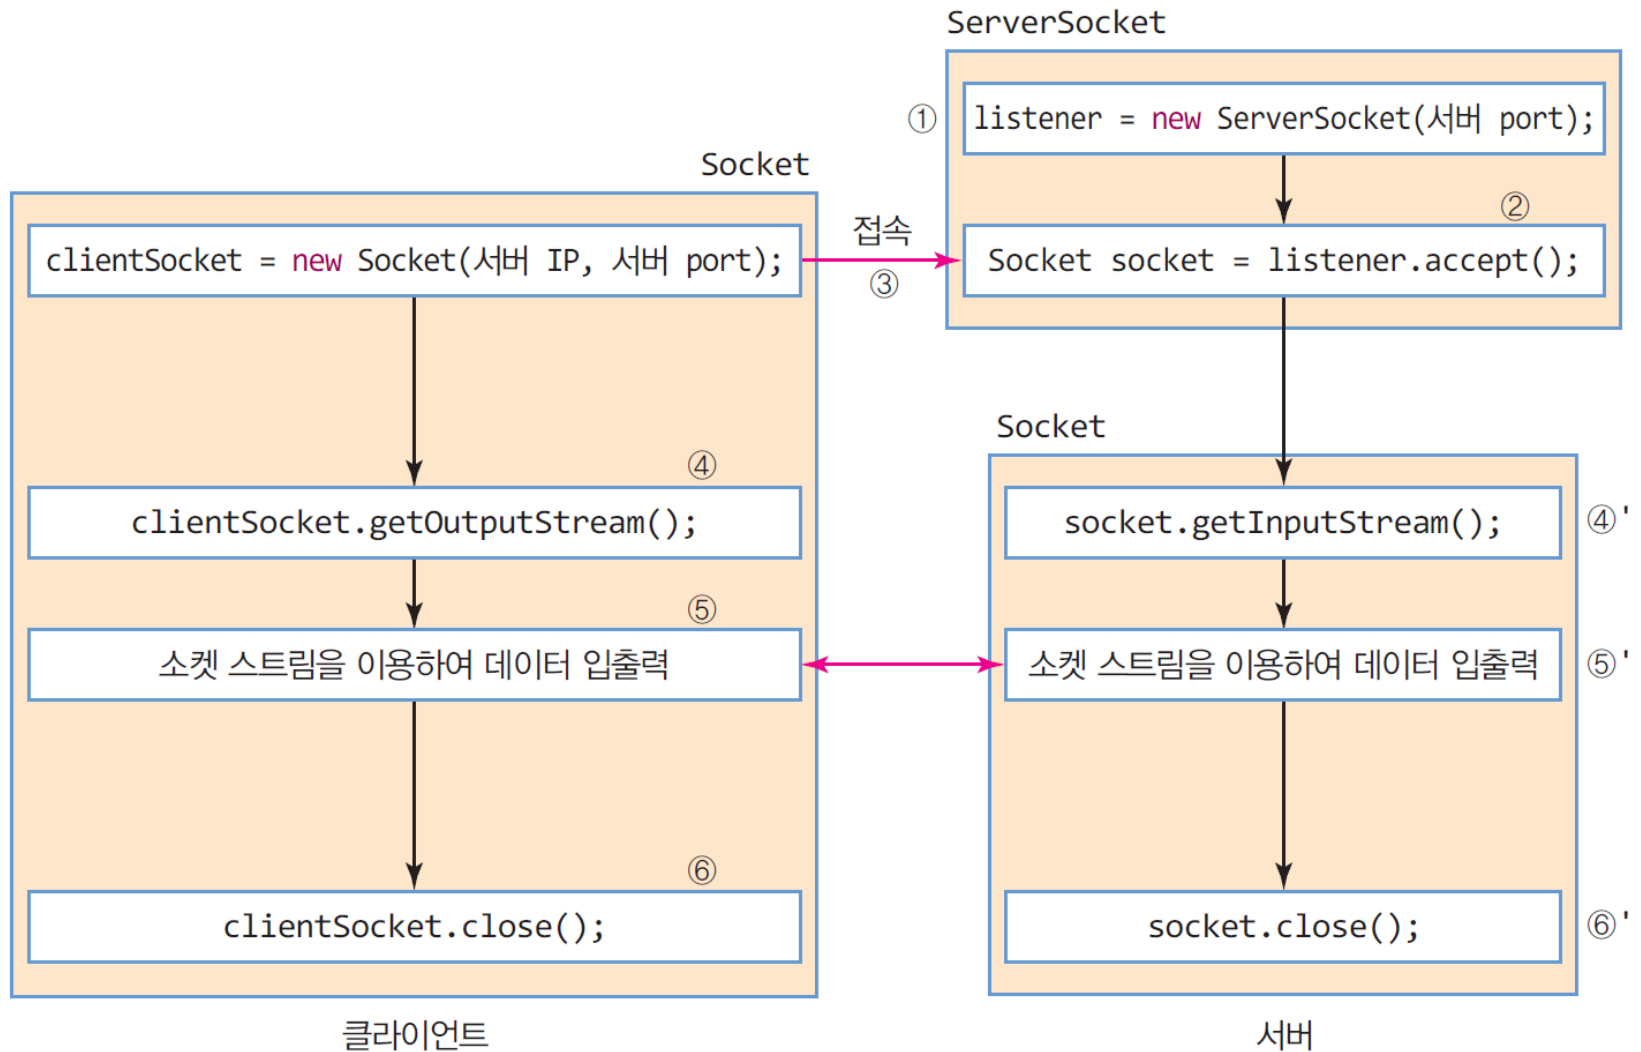 ServerSocket
①
listener = new ServerSocket(서버 port);
Socket
②
clientSocket = new Socket(서버 IP, 서버 port);
접속
③
Socket socket = listener.accept();
Socket
④
clientSocket.getOutputStream();
socket.getInputStream();
④'
⑤
소켓 스트림을 이용하여 데이터 입출력
소켓 스트림을 이용하여 데이터 입출력
⑤'
⑥
clientSocket.close();
socket.close();
⑥'
클라이언트
서버